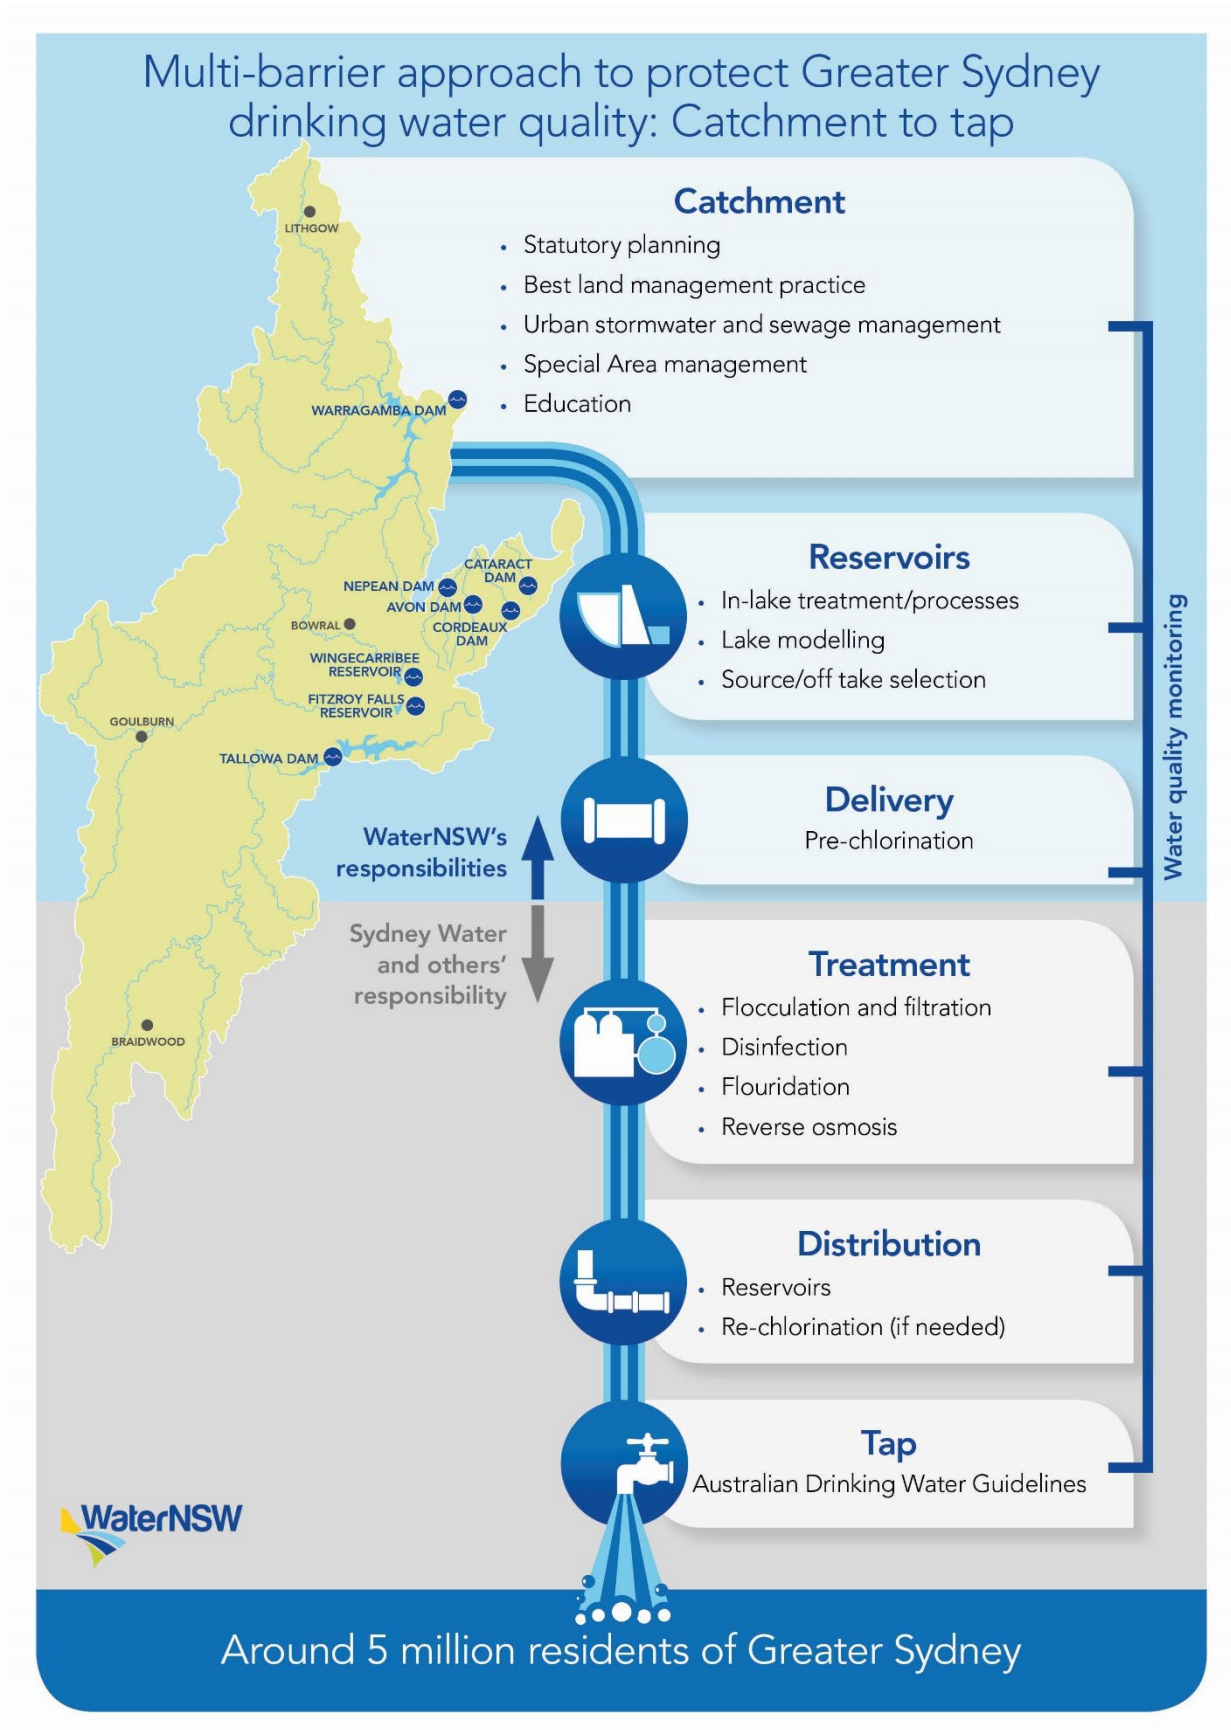 Multi-barrier approach to protect Greater Sydney
drinking water quality: Catchment to tap
LITHGOW
WARRAGAMBA DAM
CATARACT
DAM
NEPEAN DAM
AVON DAM
CORDEAUX
DAM
BOWRAL
WINGECARRIBEE
RESERVOIR
FITZROY FALLS
RESERVOIR
GOULBURN
TALLOWA DAM
BRAIDWOOD
Catchment
• Statutory planning
• Best land management practice
• Urban stormwater and sewage management
• Special Area management
• Education
Reservoirs
• In-lake treatment/processes
• Lake modelling
• Source/off take selection
Delivery
Pre-chlorination
WaterNSW's
responsibilities
Sydney Water
and others'
responsibility
Treatment
• Flocculation and filtration
• Disinfection
• Flouridation
• Reverse osmosis
Distribution
• Reservoirs
• Re-chlorination (if needed)
Tap
Australian Drinking Water Guidelines
Water quality monitoring
WaterNSW
Around 5 million residents of Greater Sydney